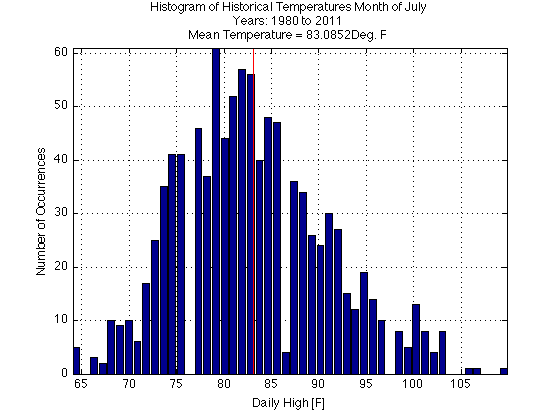 Histogram of Historical Temperatures Month of July
Years: 1980 to 2011
Mean Temperature = 83.0852Deg. F
60
50
40
30
20
10
0
Number of Occurrences
65 70 75 80 85 90 95 100 105
Daily High [F]